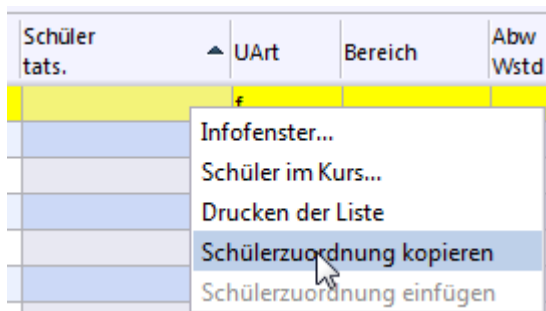 Schüler tats.
UArt
Bereich
Abw Wstd
f
Infofenster...
Schüler im Kurs...
Drucken der Liste
Schülerzuordnung kopieren
Schülerzuordnung einfügen